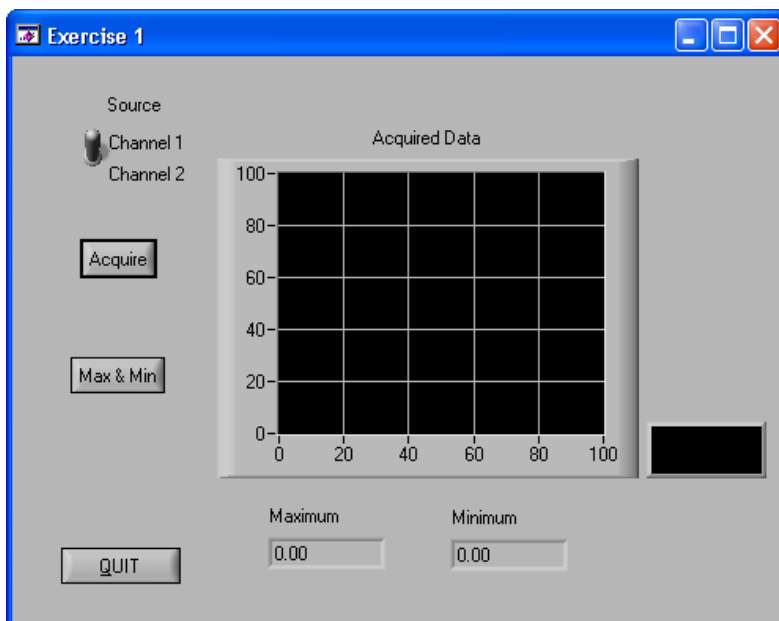 Exercise 1
Source
Channel 1
Channel 2
Acquired Data
100
80
60
40
20
0
0 20 40 60 80 100
Acquire
Max & Min
Maximum
Minimum
0.00
0.00
QUIT